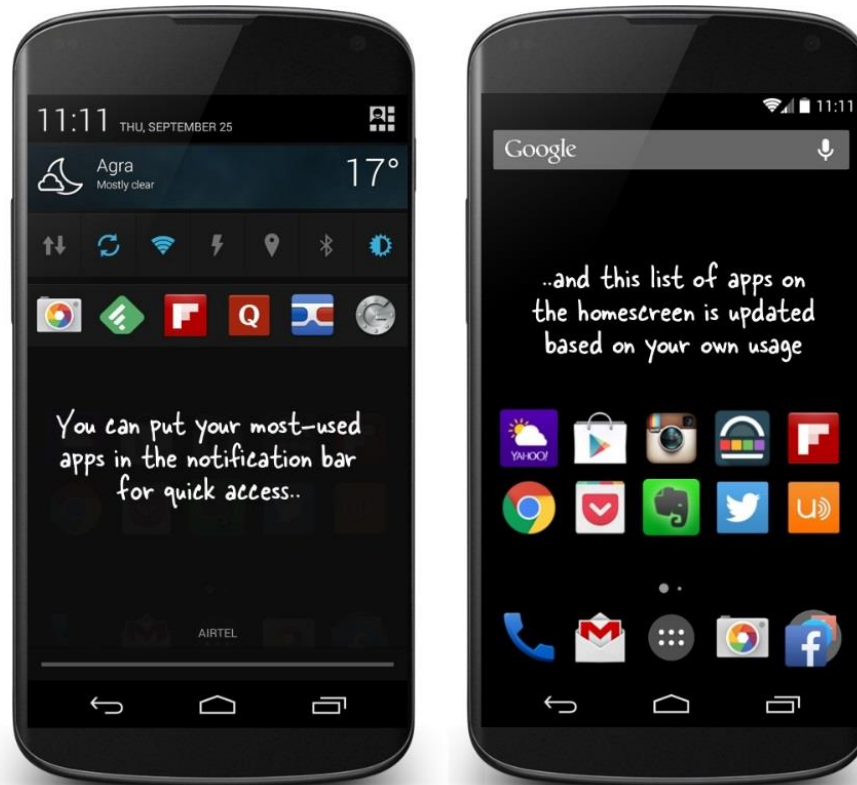 11:11 THU, SEPTEMBER 25
Agra
Mostly clear
17°
Q
You can put your most-used
apps in the notification bar
for quick access..
AIRTEL
11:11
Google
..and this list of apps on
the homescreen is updated
based on your own usage
YAHOO!